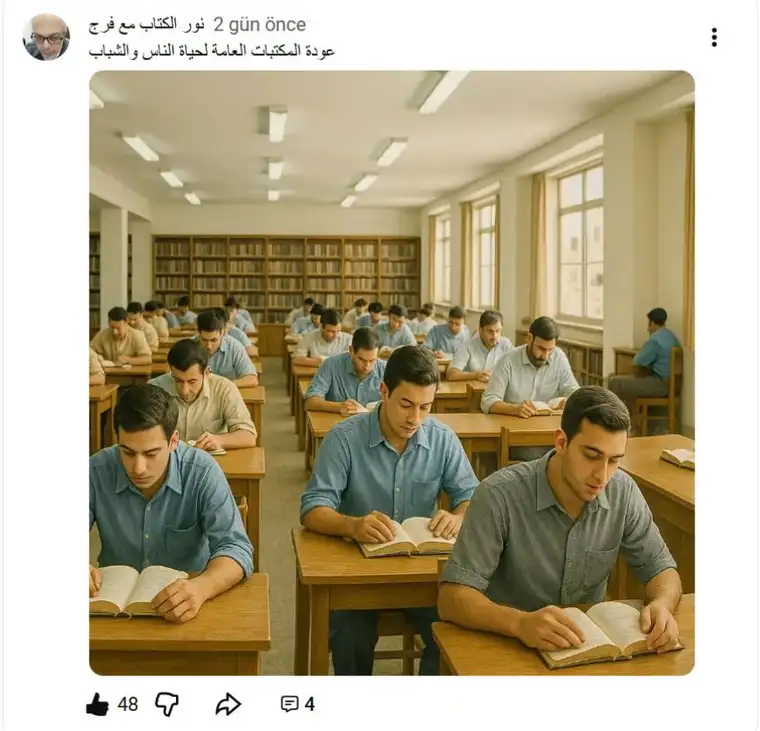 نور الكتاب مع فرج 2 gün önce
عودة المكتبات العامة لحياة الناس والشباب
48
4